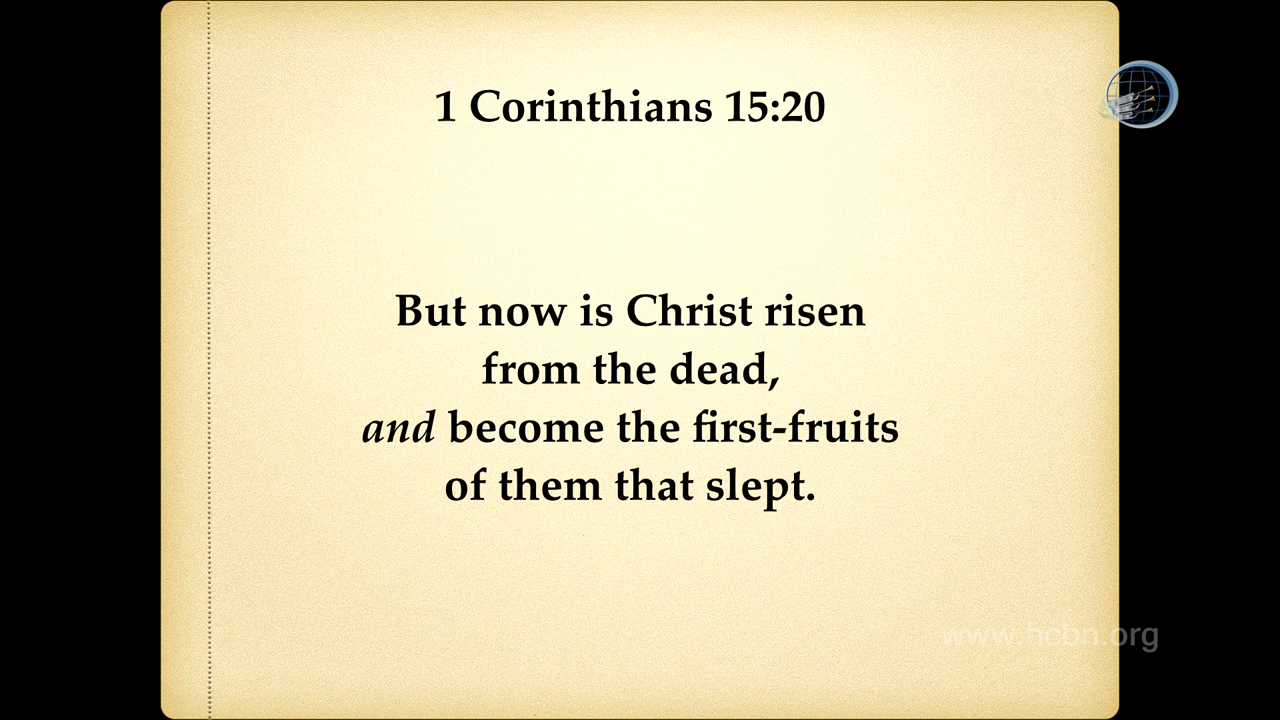 1 Corinthians 15:20
But now is Christ risen
from the dead,
and become the first-fruits
of them that slept.
www.hcbn.org